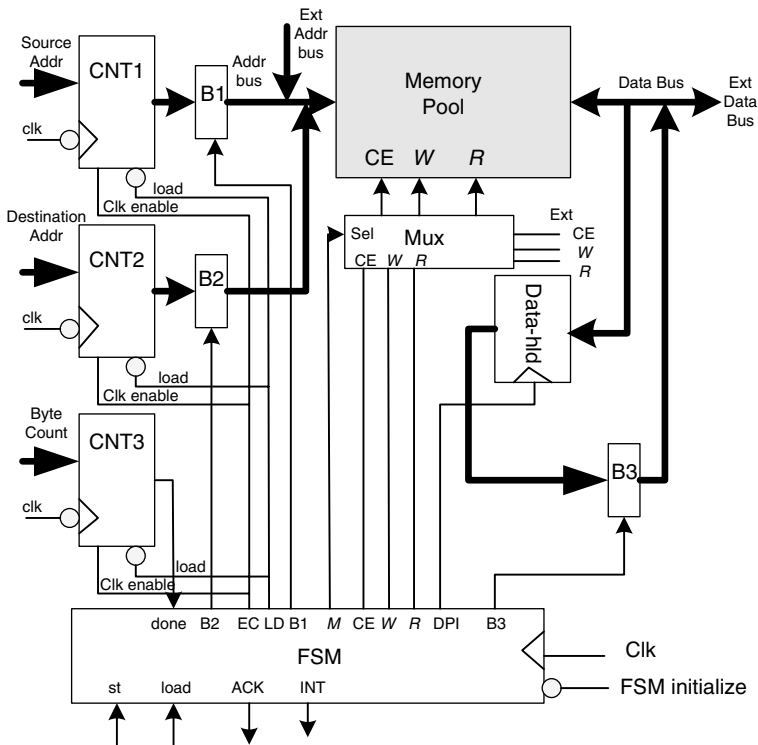 Source
Addr
CNT1
clk
load
Clk enable
B1
Addr
bus
Ext
Addr
bus
Memory
Pool
CE W R
Data Bus
Ext
Data
Bus
Destination
Addr
CNT2
clk
load
Clk enable
B2
Sel
Mux
CE W R
Ext
CE
W
R
Data-hld
B3
Byte
Count
CNT3
clk
load
Clk enable
done B2 EC LD B1 M CE W R DPI B3
FSM
st load ACK INT
Clk
FSM initialize